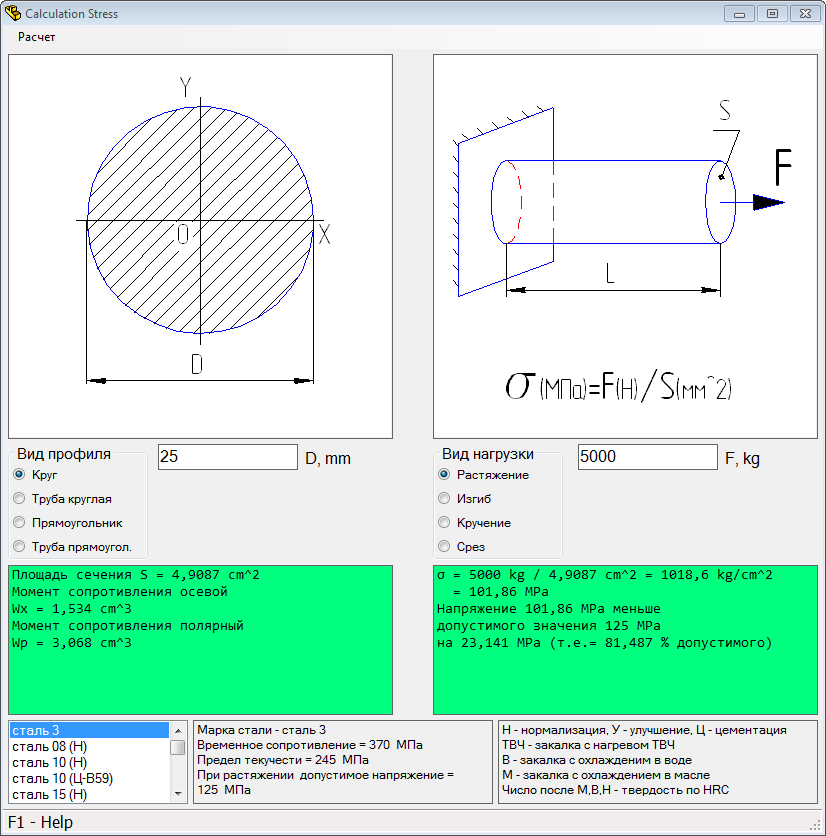 Calculation Stress
Расчет
Y
O
X
D
S
F
L
σ(МПа)=F(Н)/S(мм^2)
Вид профиля
25
D, mm
Круг
Труба круглая
Прямоугольник
Труба прямоугол.
Вид нагрузки
5000
F, kg
Растяжение
Изгиб
Кручение
Срез
Площадь сечения S = 4,9087 cm^2
Момент сопротивления осевой
Wx = 1,534 cm^3
Момент сопротивления полярный
Wp = 3,068 cm^3
σ = 5000 kg / 4,9087 cm^2 = 1018,6 kg/cm^2
= 101,86 MPa
Напряжение 101,86 MPa меньше
допустимого значения 125 MPa
на 23,141 MPa (т.е.= 81,487 % допустимого)
сталь 3
сталь 08 (Н)
сталь 10 (Н)
сталь 10 (Ц-В59)
сталь 15 (Н)
Марка стали - сталь 3
Временное сопротивление = 370 МПа
Предел текучести = 245 МПа
При растяжении допустимое напряжение =
125 МПа
Н - нормализация, У - улучшение, Ц - цементация
ТВЧ - закалка с нагревом ТВЧ
В - закалка с охлажденим в воде
М - закалка с охлаждением в масле
Число после М,В,Н - твердость по HRC
F1 - Help